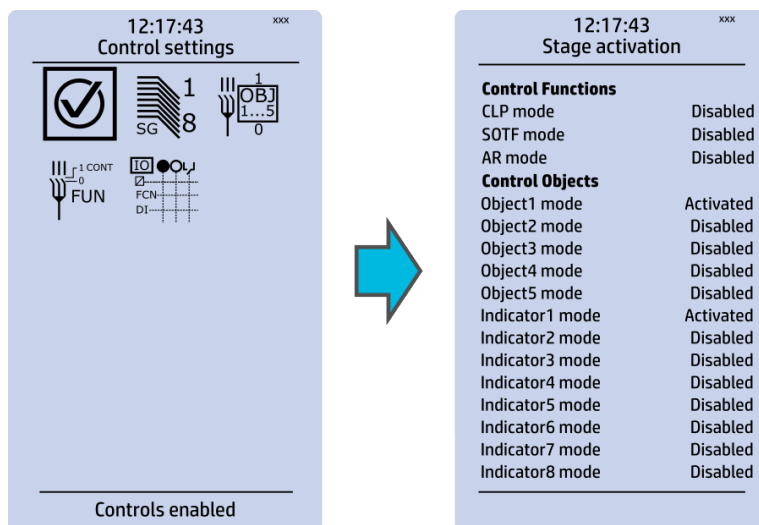 12:17:43 xxx
Control settings
1
SG 8
1
OBJ
1...5
0
1 CONT
0
FUN
IO
FCN
DI
Controls enabled
12:17:43 xxx
Stage activation
Control Functions
CLP mode Disabled
SOTF mode Disabled
AR mode Disabled
Control Objects
Object1 mode Activated
Object2 mode Disabled
Object3 mode Disabled
Object4 mode Disabled
Object5 mode Disabled
Indicator1 mode Activated
Indicator2 mode Disabled
Indicator3 mode Disabled
Indicator4 mode Disabled
Indicator5 mode Disabled
Indicator6 mode Disabled
Indicator7 mode Disabled
Indicator8 mode Disabled